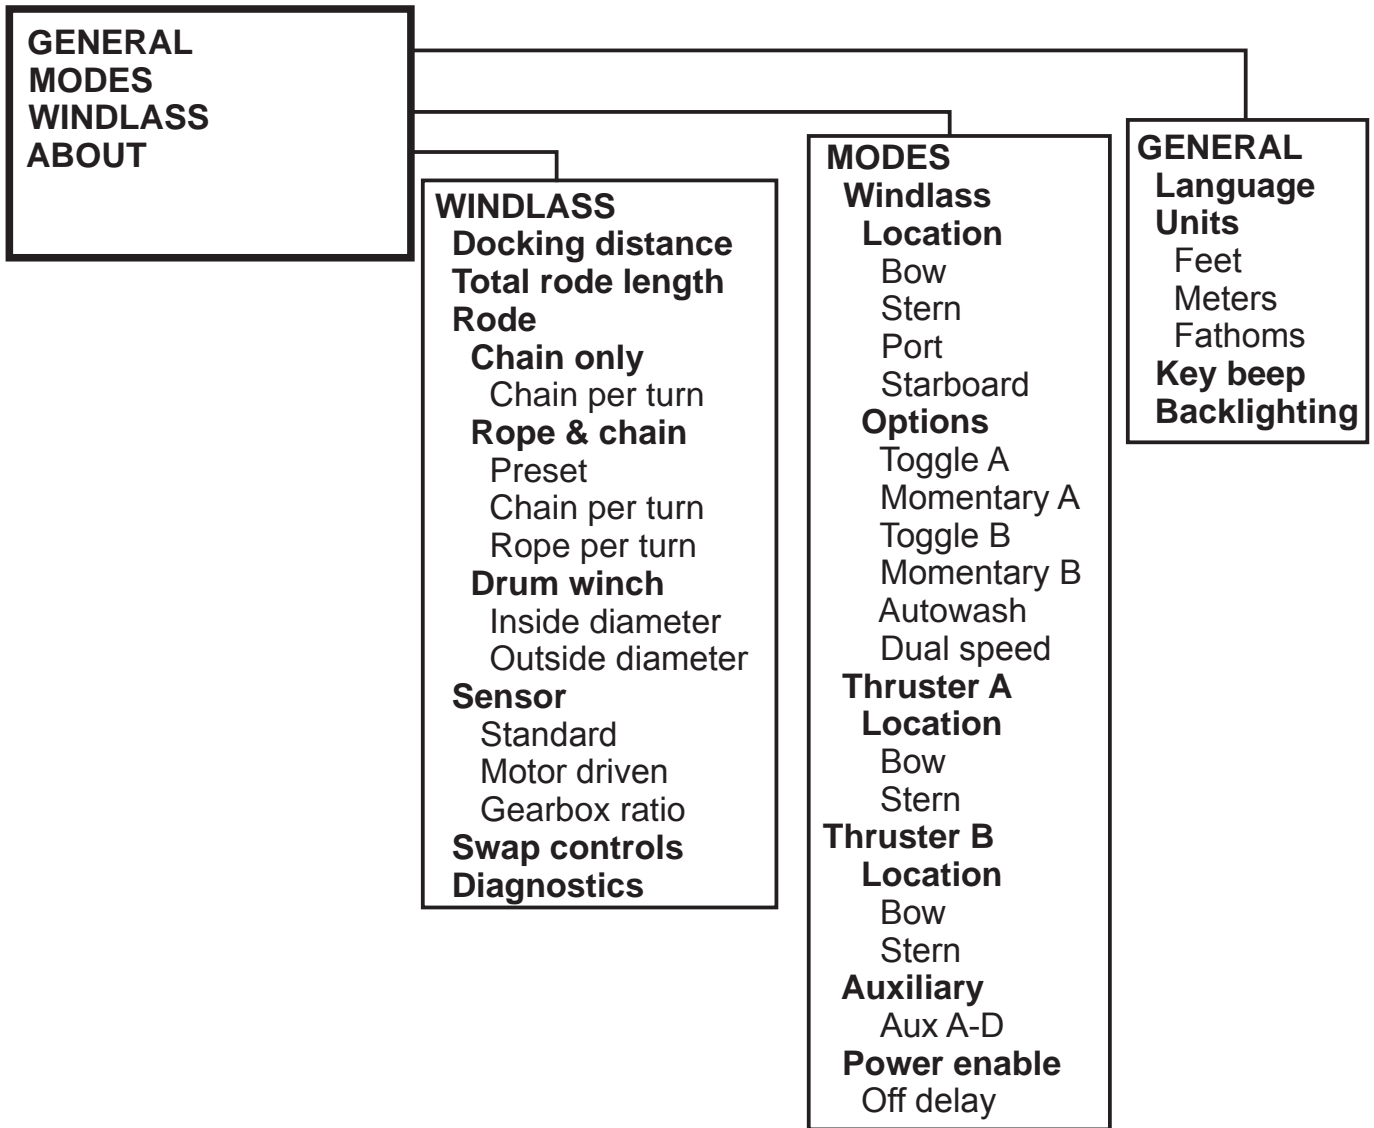 GENERAL
MODES
WINDLASS
ABOUT
WINDLASS
Docking distance
Total rode length
Rode
Chain only
Chain per turn
Rope & chain
Preset
Chain per turn
Rope per turn
Drum winch
Inside diameter
Outside diameter
Sensor
Standard
Motor driven
Gearbox ratio
Swap controls
Diagnostics
MODES
Windlass
Location
Bow
Stern
Port
Starboard
Options
Toggle A
Momentary A
Toggle B
Momentary B
Autowash
Dual speed
Thruster A
Location
Bow
Stern
Thruster B
Location
Bow
Stern
Auxiliary
Aux A-D
Power enable
Off delay
GENERAL
Language
Units
Feet
Meters
Fathoms
Key beep
Backlighting